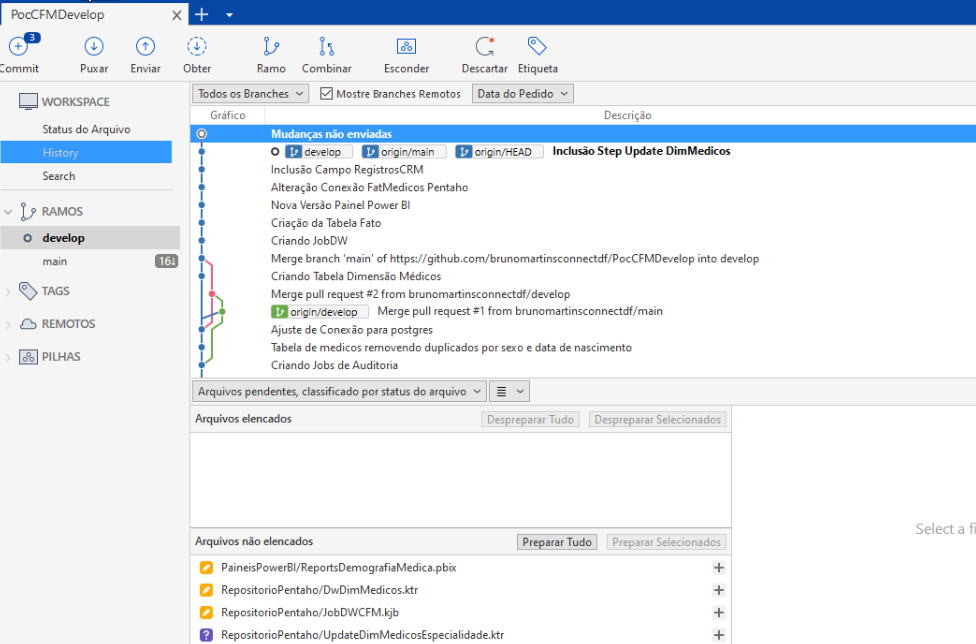 PocCFMDevelop
3
Commit
Puxar
Enviar
Obter
Ramo
Combinar
Esconder
Descartar
Etiqueta
WORKSPACE
Status do Arquivo
History
Search
RAMOS
develop
main
16↓
TAGS
REMOTOS
PILHAS
Todos os Branches
Mostre Branches Remotos
Data do Pedido
Gráfico
Descrição
Mudanças não enviadas
develop origin/main origin/HEAD Inclusão Step Update DimMedicos
Inclusão Campo RegistrosCRM
Alteração Conexão FatMedicos Pentaho
Nova Versão Painel Power BI
Criação da Tabela Fato
Criando JobDW
Merge branch 'main' of https://github.com/brunomartinsconnectdf/PocCFMDevelop into develop
Criando Tabela Dimensão Médicos
Merge pull request #2 from brunomartinsconnectdf/develop
origin/develop Merge pull request #1 from brunomartinsconnectdf/main
Ajuste de Conexão para postgres
Tabela de medicos removendo duplicados por sexo e data de nascimento
Criando Jobs de Auditoria
Arquivos pendentes, classificado por status do arquivo
Arquivos elencados
Despreparar Tudo
Despreparar Selecionados
Arquivos não elencados
Preparar Tudo
Preparar Selecionados
PaineisPowerBI/ReportsDemografiaMedica.pbix
RepositorioPentaho/DwDimMedicos.ktr
RepositorioPentaho/JobDWCFM.kjb
RepositorioPentaho/UpdateDimMedicosEspecialidade.ktr
Select a fi